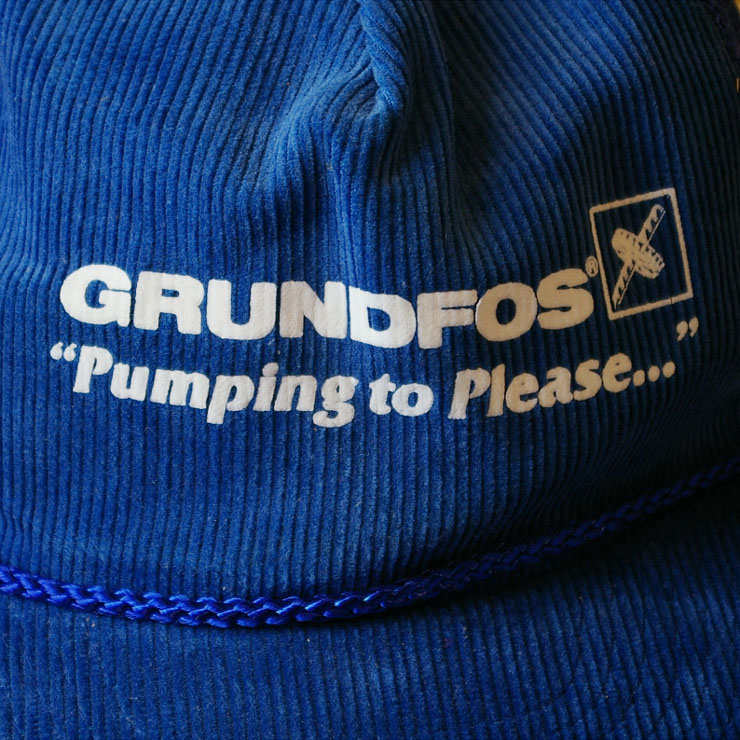 GRUNDFOS®
“Pumping to Please...”